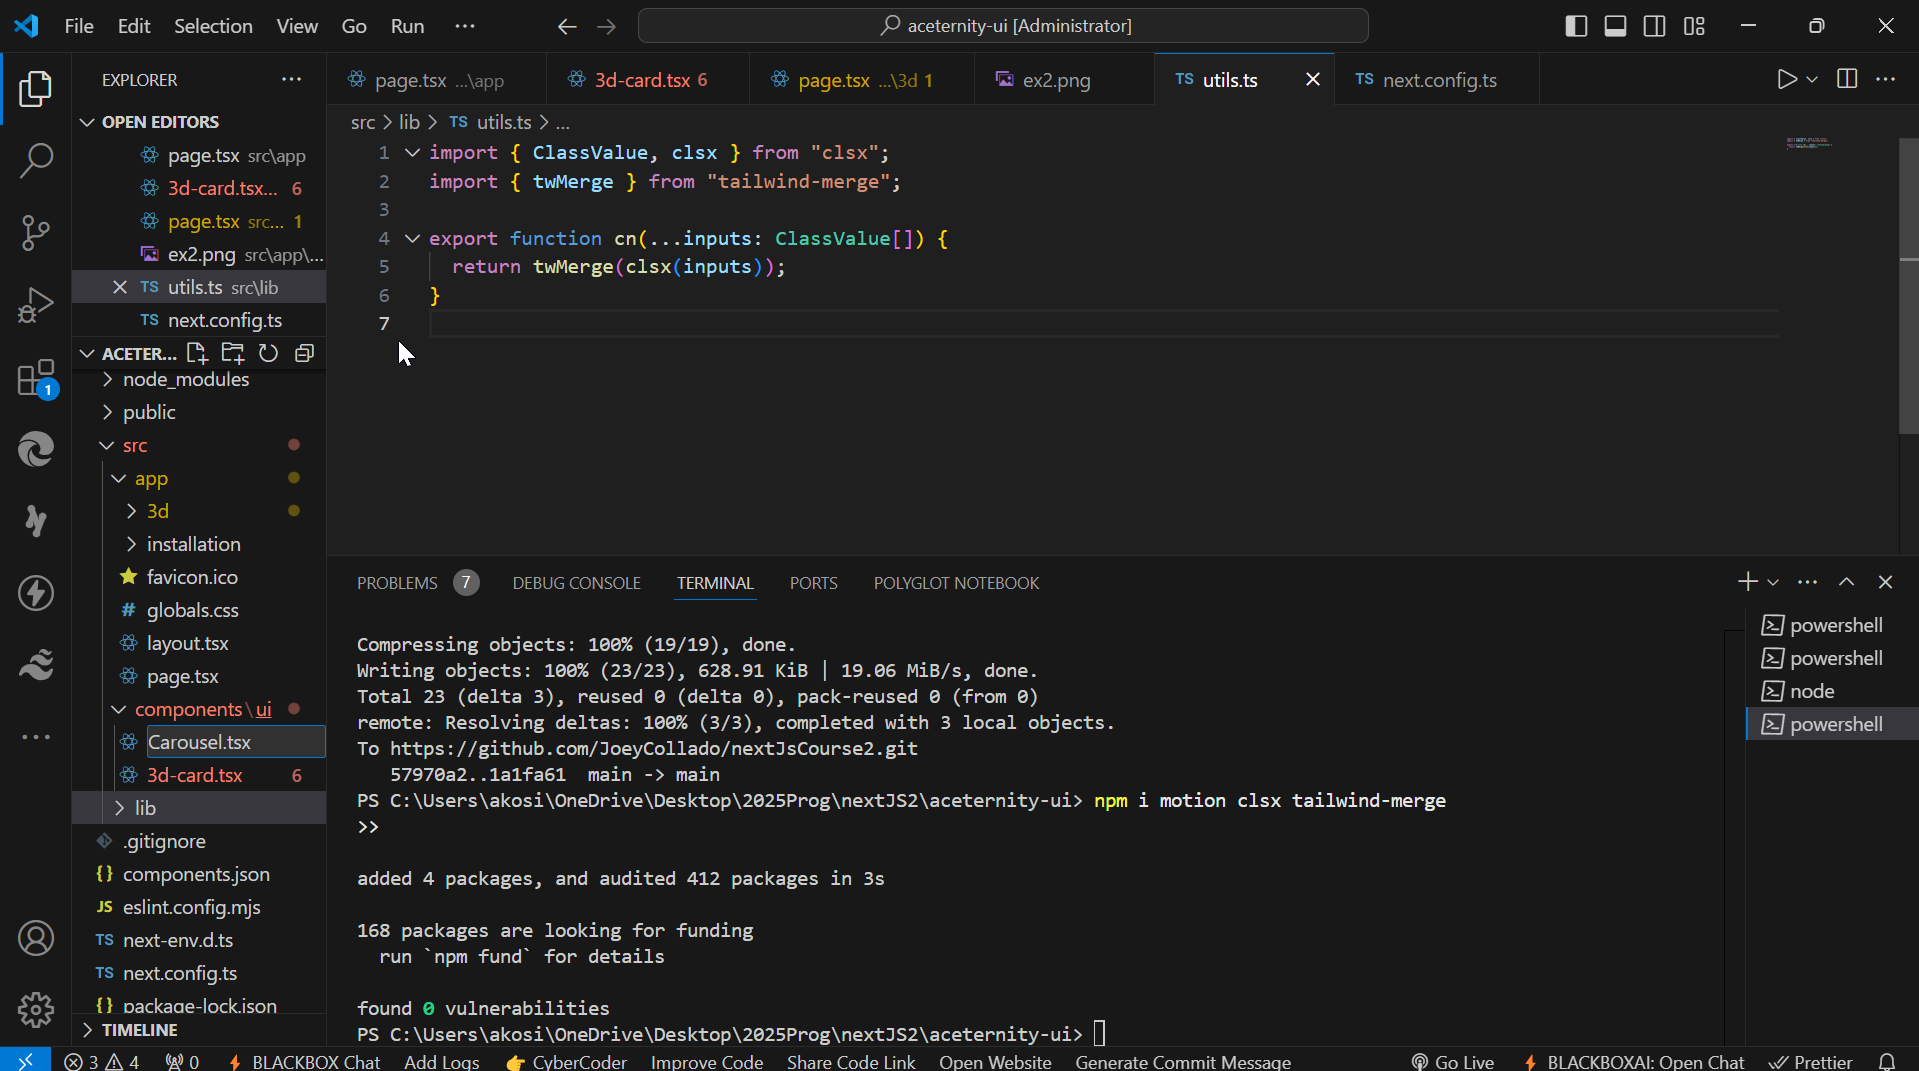 File Edit Selection View Go Run ···
aceternity-ui [Administrator]
EXPLORER ···
OPEN EDITORS
page.tsx src\app
3d-card.tsx... 6
page.tsx src... 1
ex2.png src\app\...
TS utils.ts src\lib
TS next.config.ts
ACETER...
node_modules
public
src
app
3d
installation
favicon.ico
# globals.css
layout.tsx
page.tsx
components\ui
Carousel.tsx
3d-card.tsx 6
lib
.gitignore
{} components.json
JS eslint.config.mjs
TS next-env.d.ts
TS next.config.ts
{} package-lock.json
TIMELINE
1
page.tsx ...\app
3d-card.tsx 6
page.tsx ...\3d 1
ex2.png
TS utils.ts
TS next.config.ts
src > lib > TS utils.ts > ...
1 import { ClassValue, clsx } from "clsx";
2 import { twMerge } from "tailwind-merge";
3
4 export function cn(...inputs: ClassValue[]) {
5 return twMerge(clsx(inputs));
6 }
7
PROBLEMS 7 DEBUG CONSOLE TERMINAL PORTS POLYGLOT NOTEBOOK
Compressing objects: 100% (19/19), done.
Writing objects: 100% (23/23), 628.91 KiB | 19.06 MiB/s, done.
Total 23 (delta 3), reused 0 (delta 0), pack-reused 0 (from 0)
remote: Resolving deltas: 100% (3/3), completed with 3 local objects.
To https://github.com/JoeyCollado/nextJsCourse2.git
57970a2..1a1fa61 main -> main
PS C:\Users\akosi\OneDrive\Desktop\2025Prog\nextJS2\aceternity-ui> npm i motion clsx tailwind-merge
>>
added 4 packages, and audited 412 packages in 3s
168 packages are looking for funding
run `npm fund` for details
found 0 vulnerabilities
PS C:\Users\akosi\OneDrive\Desktop\2025Prog\nextJS2\aceternity-ui>
powershell
powershell
node
powershell
3 4 0 BLACKBOX Chat Add Logs CyberCoder Improve Code Share Code Link Open Website Generate Commit Message Go Live BLACKBOXAI: Open Chat Prettier